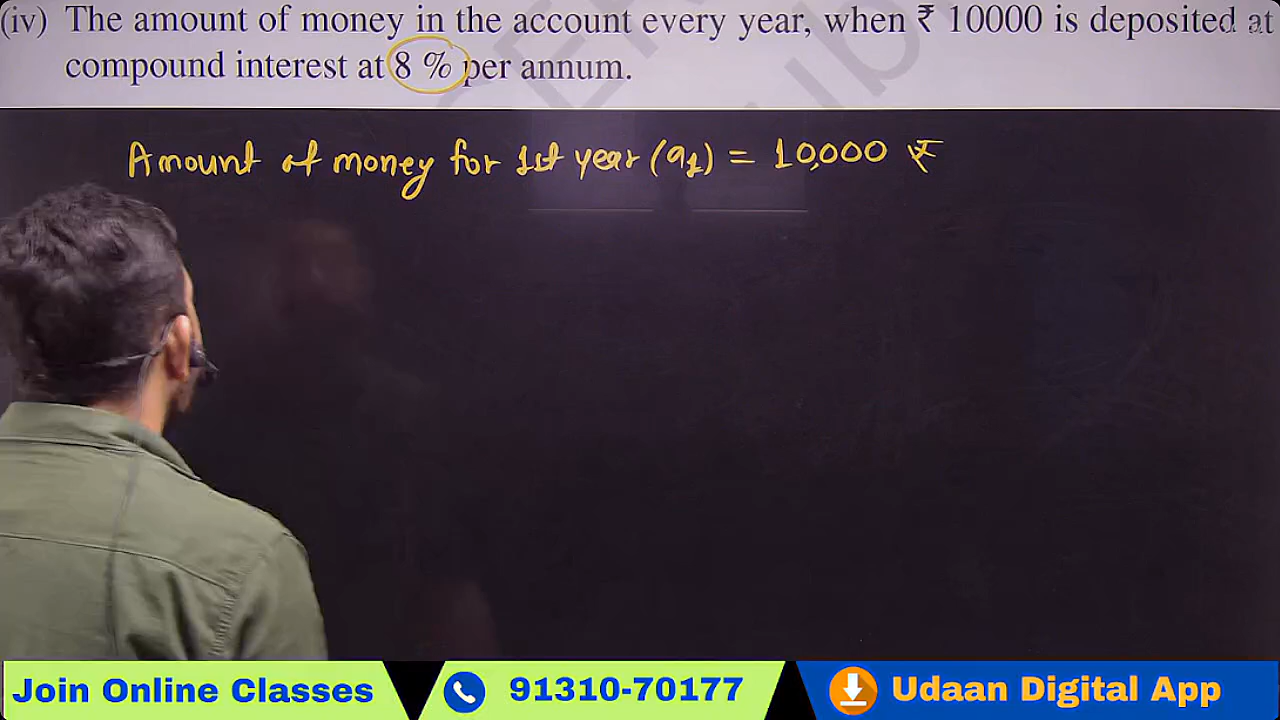 (iv) The amount of money in the account every year, when ₹ 10000 is deposited at
compound interest at 8 % per annum.
Amount of money for 1st year (a₁) = 10,000 ₹
Join Online Classes
91310-70177
Udaan Digital App